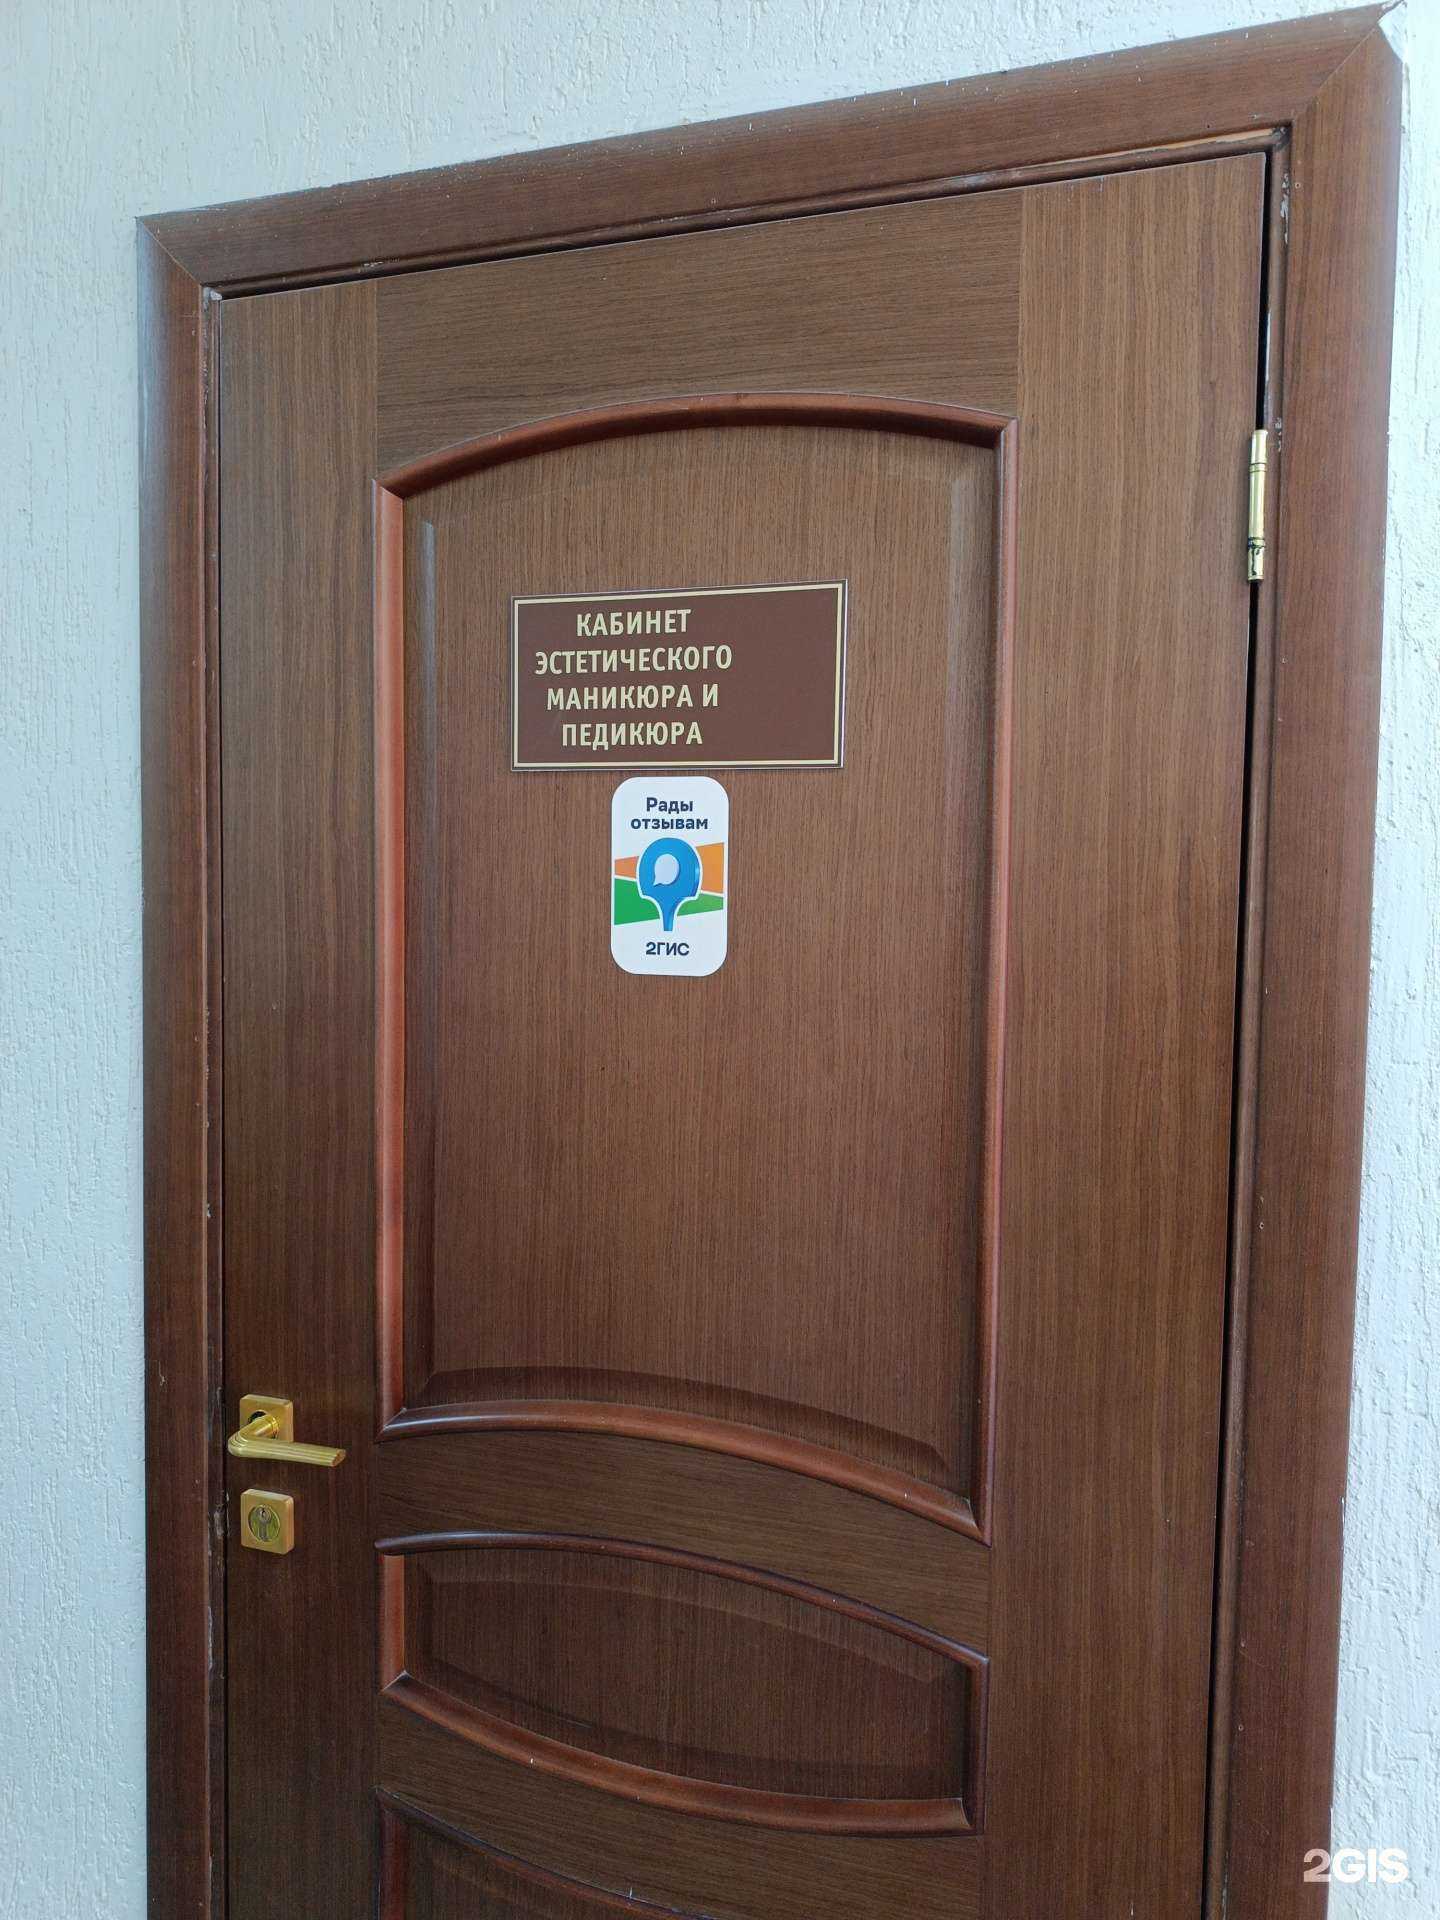 КАБИНЕТ
ЭСТЕТИЧЕСКОГО
МАНИКЮРА И
ПЕДИКЮРА
Рады
отзывам
2ГИС
2GIS